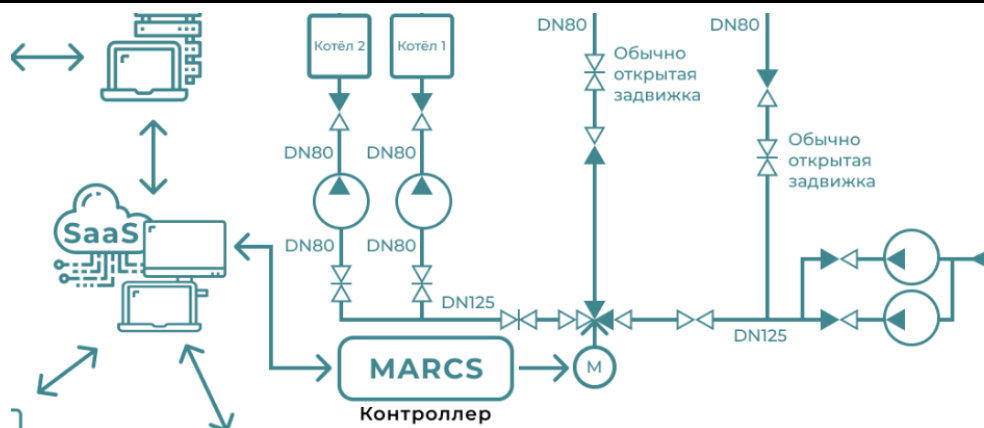 DN80
DN80
Котёл 2
Котёл 1
Обычно
открытая
задвижка
DN80
DN80
Обычно
открытая
задвижка
SaaS
DN80
DN80
DN125
DN125
MARCS
M
Контроллер